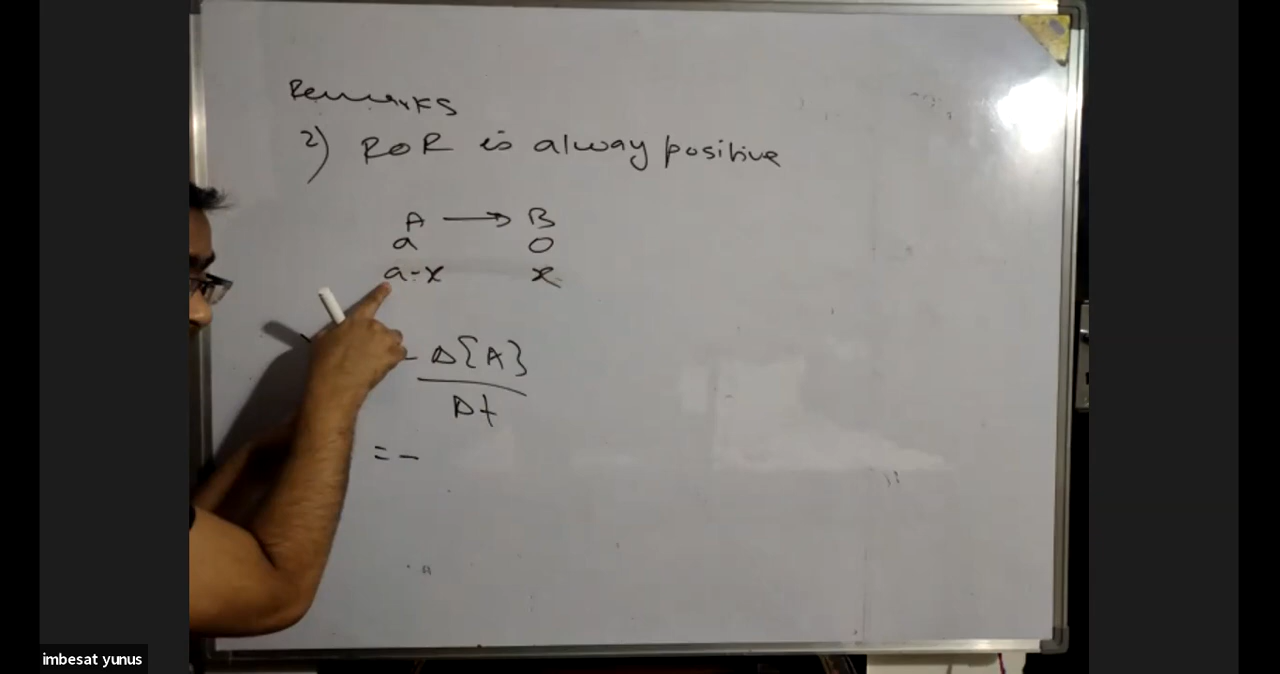 Remarks
2) ROR is alway positive
A → B
a 0
a-x x
- Δ{A}
Δt
= -
imbesat yunus